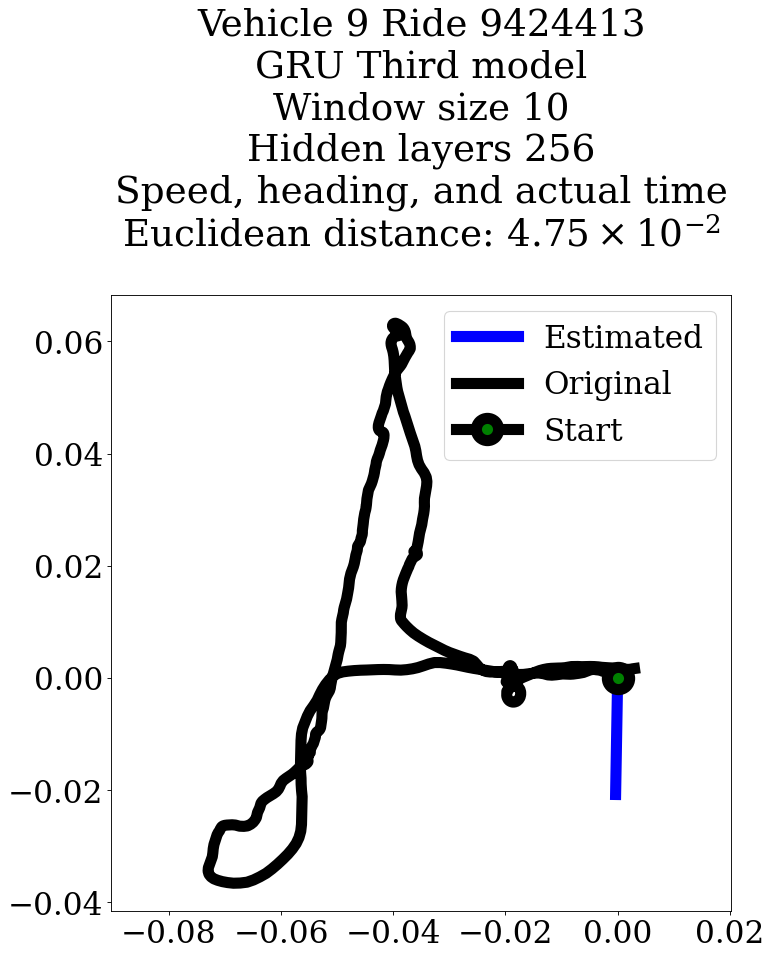 Vehicle 9 Ride 9424413
GRU Third model
Window size 10
Hidden layers 256
Speed, heading, and actual time
Euclidean distance: 4.75 × 10⁻²
Estimated
Original
Start
0.06
0.04
0.02
0.00
−0.02
−0.04
−0.08 −0.06 −0.04 −0.02 0.00 0.02